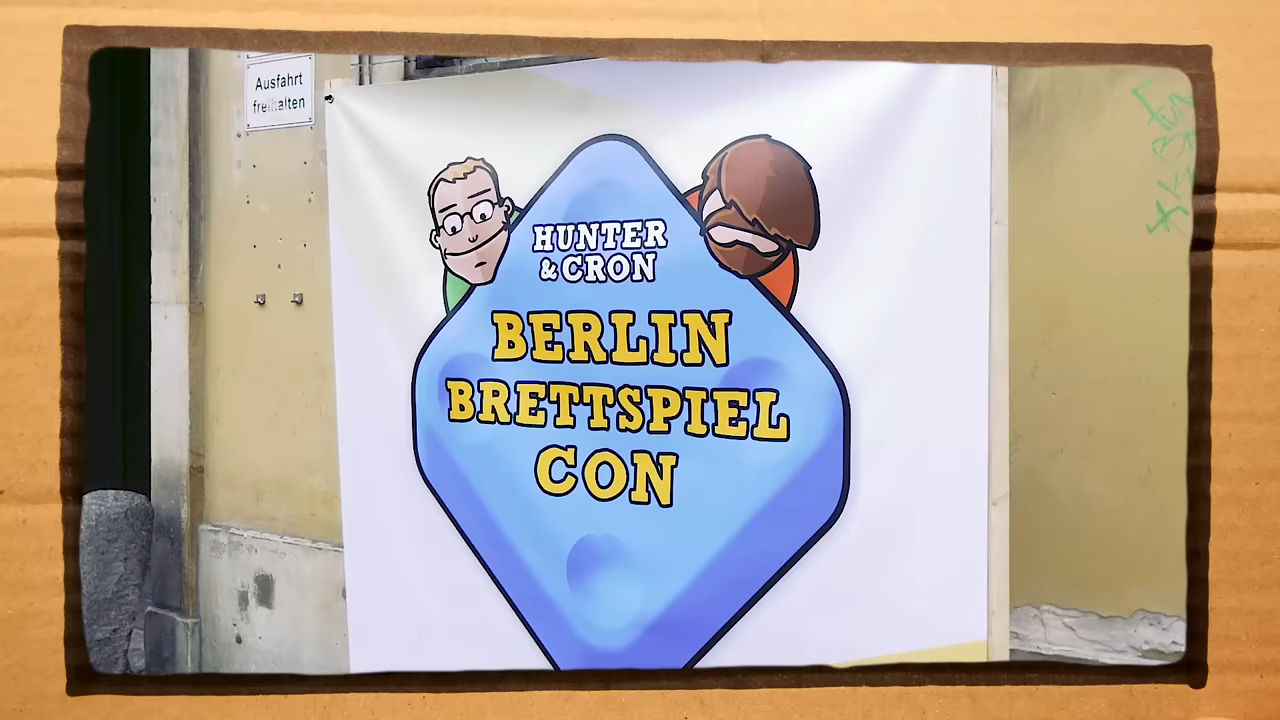 Ausfahrt
freihalten
HUNTER
& CRON
BERLIN
BRETTSPIEL
CON